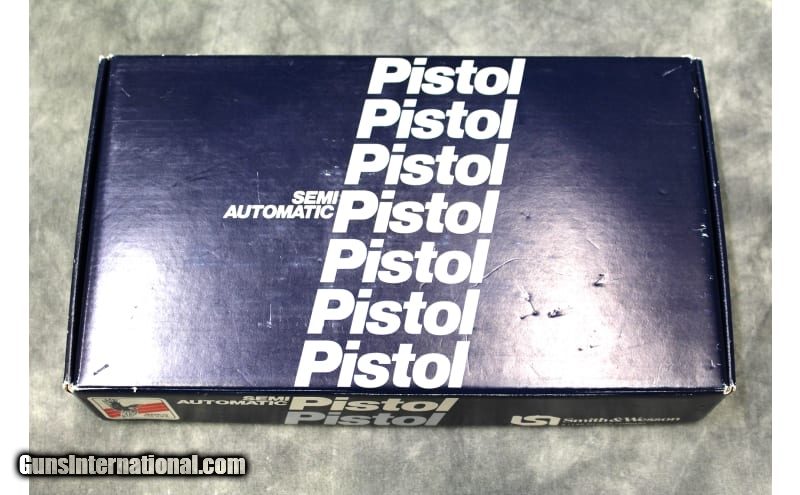 Pistol
Pistol
Pistol
SEMI
AUTOMATIC Pistol
Pistol
Pistol
Pistol
SEMI
AUTOMATIC Pistol
Pistol
Smith & Wesson
GunsInternational.com